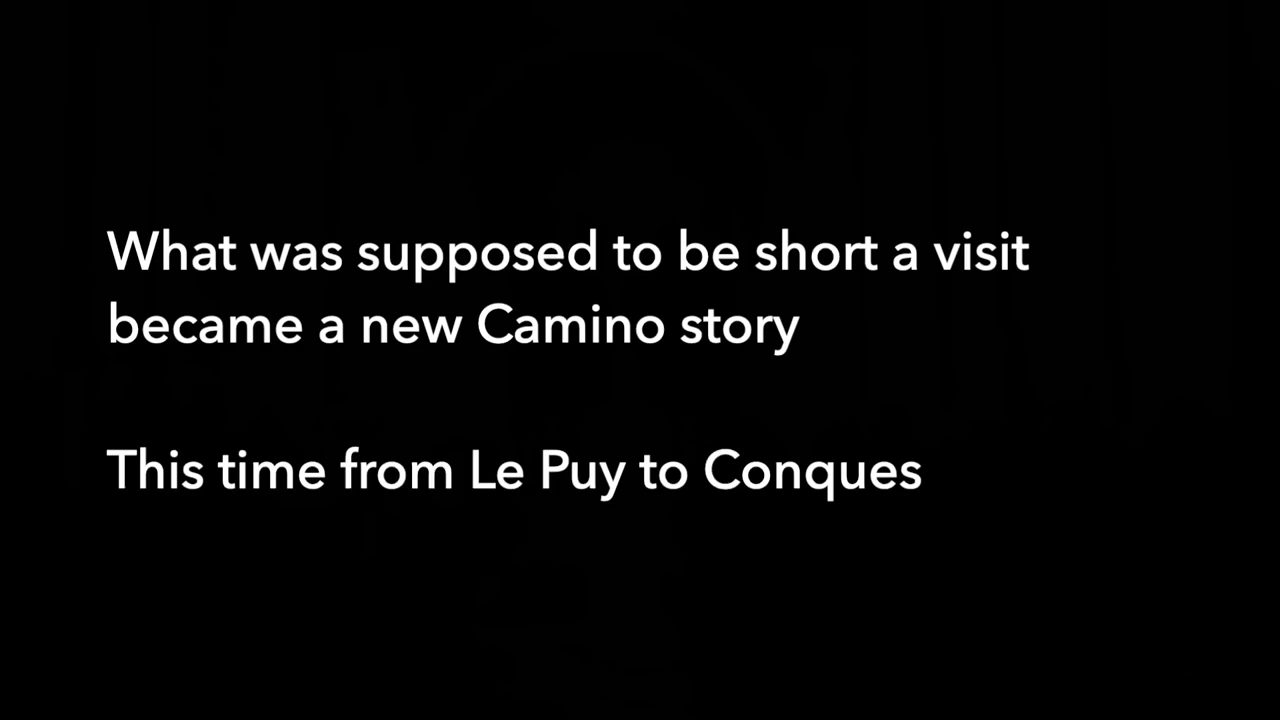 What was supposed to be short a visit
became a new Camino story
This time from Le Puy to Conques